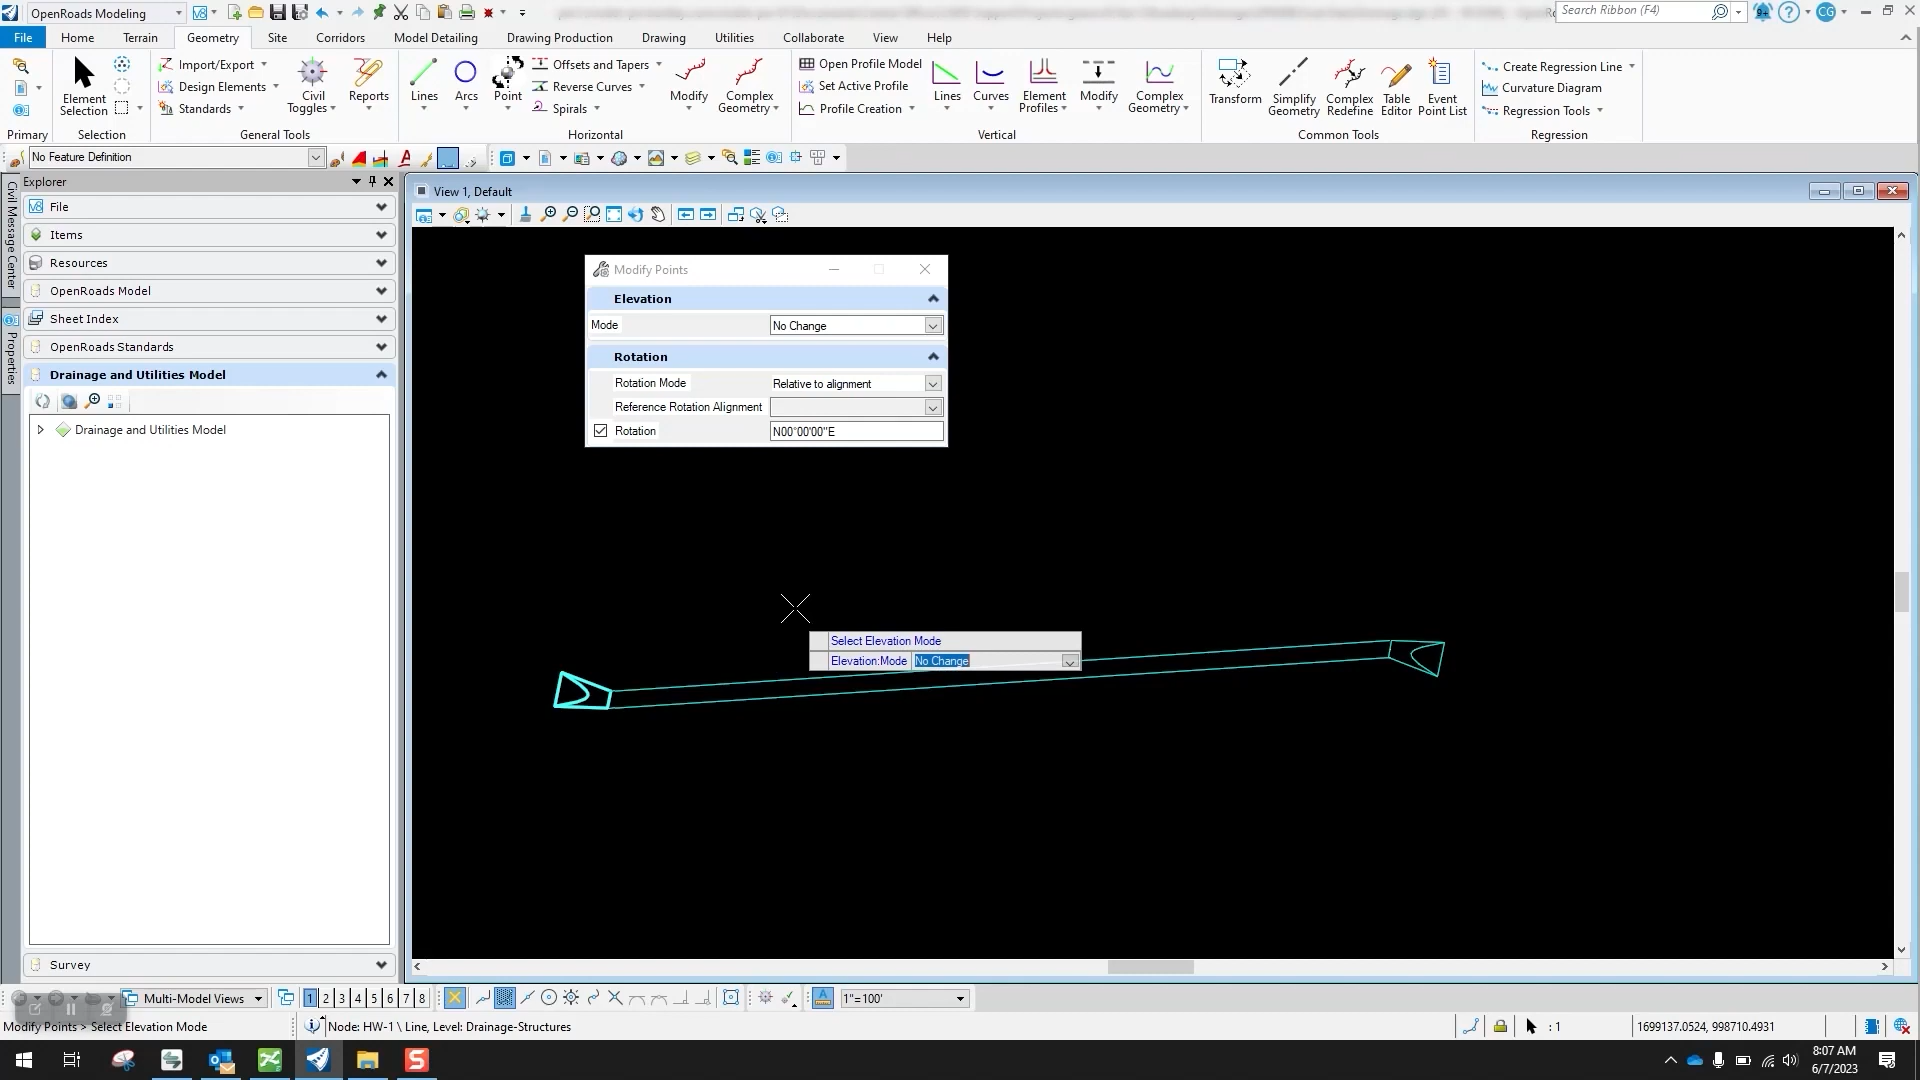 OpenRoads Modeling
Search Ribbon (F4)
CG
File
Home
Terrain
Geometry
Site
Corridors
Model Detailing
Drawing Production
Drawing
Utilities
Collaborate
View
Help
Element Selection
Import/Export
Design Elements
Standards
Civil Toggles
Reports
Lines
Arcs
Point
Offsets and Tapers
Reverse Curves
Spirals
Modify
Complex Geometry
Open Profile Model
Set Active Profile
Profile Creation
Lines
Curves
Element Profiles
Modify
Complex Geometry
Transform
Simplify Geometry
Complex Redefine
Table Editor
Event Point List
Create Regression Line
Curvature Diagram
Regression Tools
Primary
Selection
General Tools
Horizontal
Vertical
Common Tools
Regression
No Feature Definition
Civil Message Center
Properties
Explorer
File
Items
Resources
OpenRoads Model
Sheet Index
OpenRoads Standards
Drainage and Utilities Model
Drainage and Utilities Model
Survey
View 1, Default
Modify Points
Elevation
Mode
No Change
Rotation
Rotation Mode
Relative to alignment
Reference Rotation Alignment
Rotation
N00°00'00"E
Select Elevation Mode
Elevation:Mode
No Change
Multi-Model Views
1 2 3 4 5 6 7 8
1"=100'
Modify Points > Select Elevation Mode
Node: HW-1 \ Line, Level: Drainage-Structures
: 1
1699137.0524, 998710.4931
8:07 AM
6/7/2023